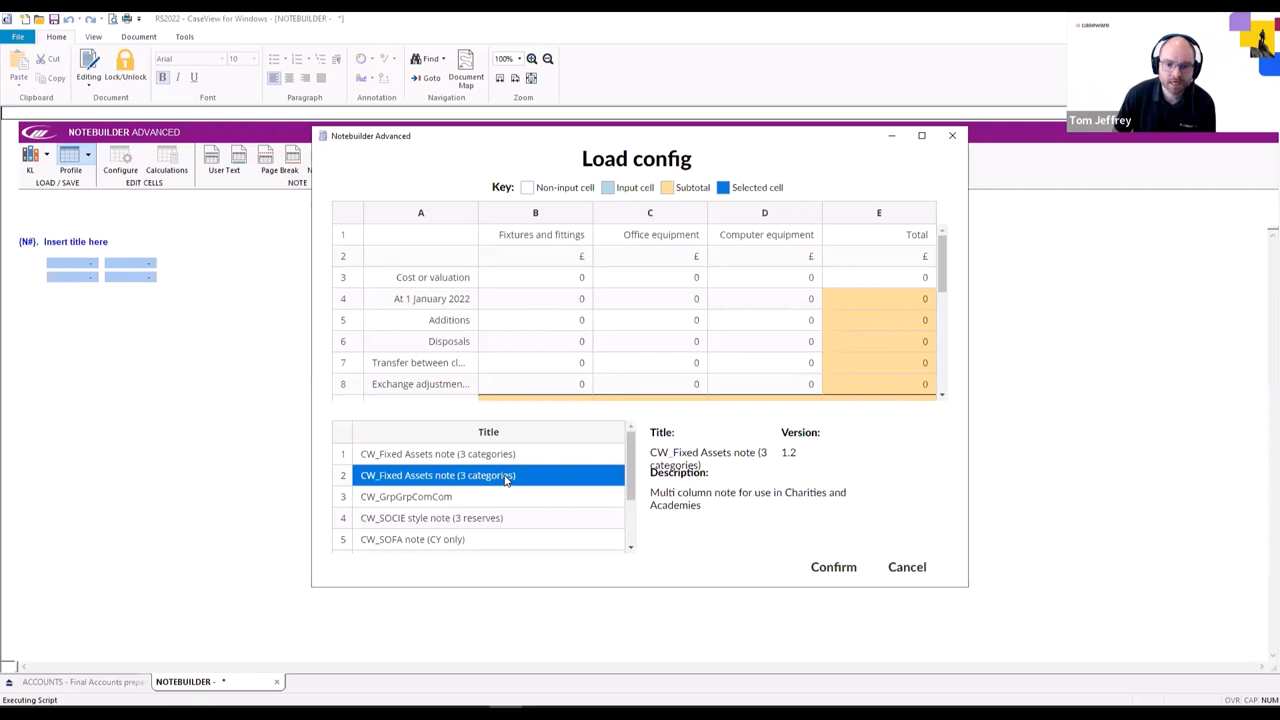 RS2022 - CaseView for Windows - [NOTEBUILDER - *]
caseware
Tom Jeffrey
File Home View Document Tools
Paste Cut Copy
Clipboard
Editing Lock/Unlock
Document
Arial 10
B I U
Font
Paragraph
Annotation
Find Goto Document Map
Navigation
100%
Zoom
NOTEBUILDER ADVANCED
KL Profile
LOAD / SAVE
Configure Calculations
EDIT CELLS
User Text Page Break
NOTE
{N#}. Insert title here
- -
- -
Notebuilder Advanced
Load config
Key: Non-input cell Input cell Subtotal Selected cell
A B C D E
1 Fixtures and fittings Office equipment Computer equipment Total
2 £ £ £ £
3 Cost or valuation 0 0 0 0
4 At 1 January 2022 0 0 0 0
5 Additions 0 0 0 0
6 Disposals 0 0 0 0
7 Transfer between cl... 0 0 0 0
8 Exchange adjustmen... 0 0 0 0
Title
1 CW_Fixed Assets note (3 categories)
2 CW_Fixed Assets note (3 categories)
3 CW_GrpGrpComCom
4 CW_SOCIE style note (3 reserves)
5 CW_SOFA note (CY only)
Title: Version:
CW_Fixed Assets note (3 categories) 1.2
Description:
Multi column note for use in Charities and
Academies
Confirm Cancel
ACCOUNTS - Final Accounts prepa NOTEBUILDER - *
Executing Script
OVR CAP NUM